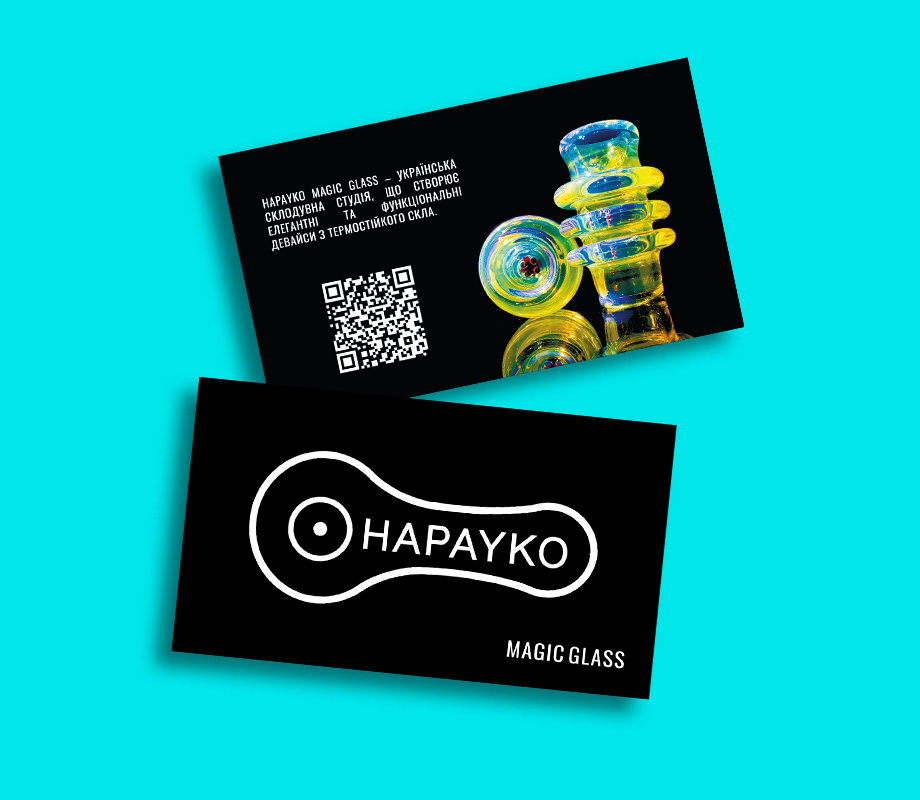 HAPAYKO MAGIC GLASS – УКРАЇНСЬКА
СКЛОДУВНА СТУДІЯ, ЩО СТВОРЮЄ
ЕЛЕГАНТНІ ТА ФУНКЦІОНАЛЬНІ
ДЕВАЙСИ З ТЕРМОСТІЙКОГО СКЛА.
HAPAYKO
MAGIC GLASS